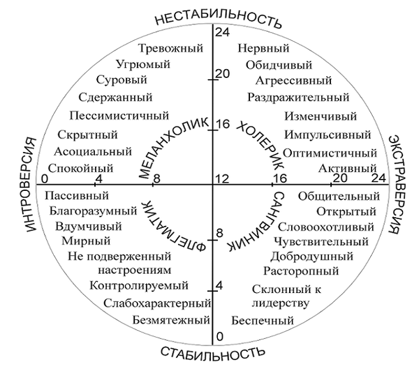 НЕСТАБИЛЬНОСТЬ
24
Тревожный Нервный
Угрюмый Обидчивый
Суровый 20 Агрессивный
Сдержанный Раздражительный
Пессимистичный Изменчивый
Скрытный 16 Импульсивный
Асоциальный Оптимистичный
Спокойный Активный
МЕЛАНХОЛИК ХОЛЕРИК
ИНТРОВЕРСИЯ ЭКСТРАВЕРСИЯ
0 4 8 12 16 20 24
Пассивный Общительный
Благоразумный Открытый
Вдумчивый Словоохотливый
Мирный 8 Чувствительный
ФЛЕГМАТИК САНГВИНИК
Не подверженный Добродушный
настроениям Расторопный
Контролируемый 4 Склонный к
лидерству
Слабохарактерный
Безмятежный Беспечный
0
СТАБИЛЬНОСТЬ